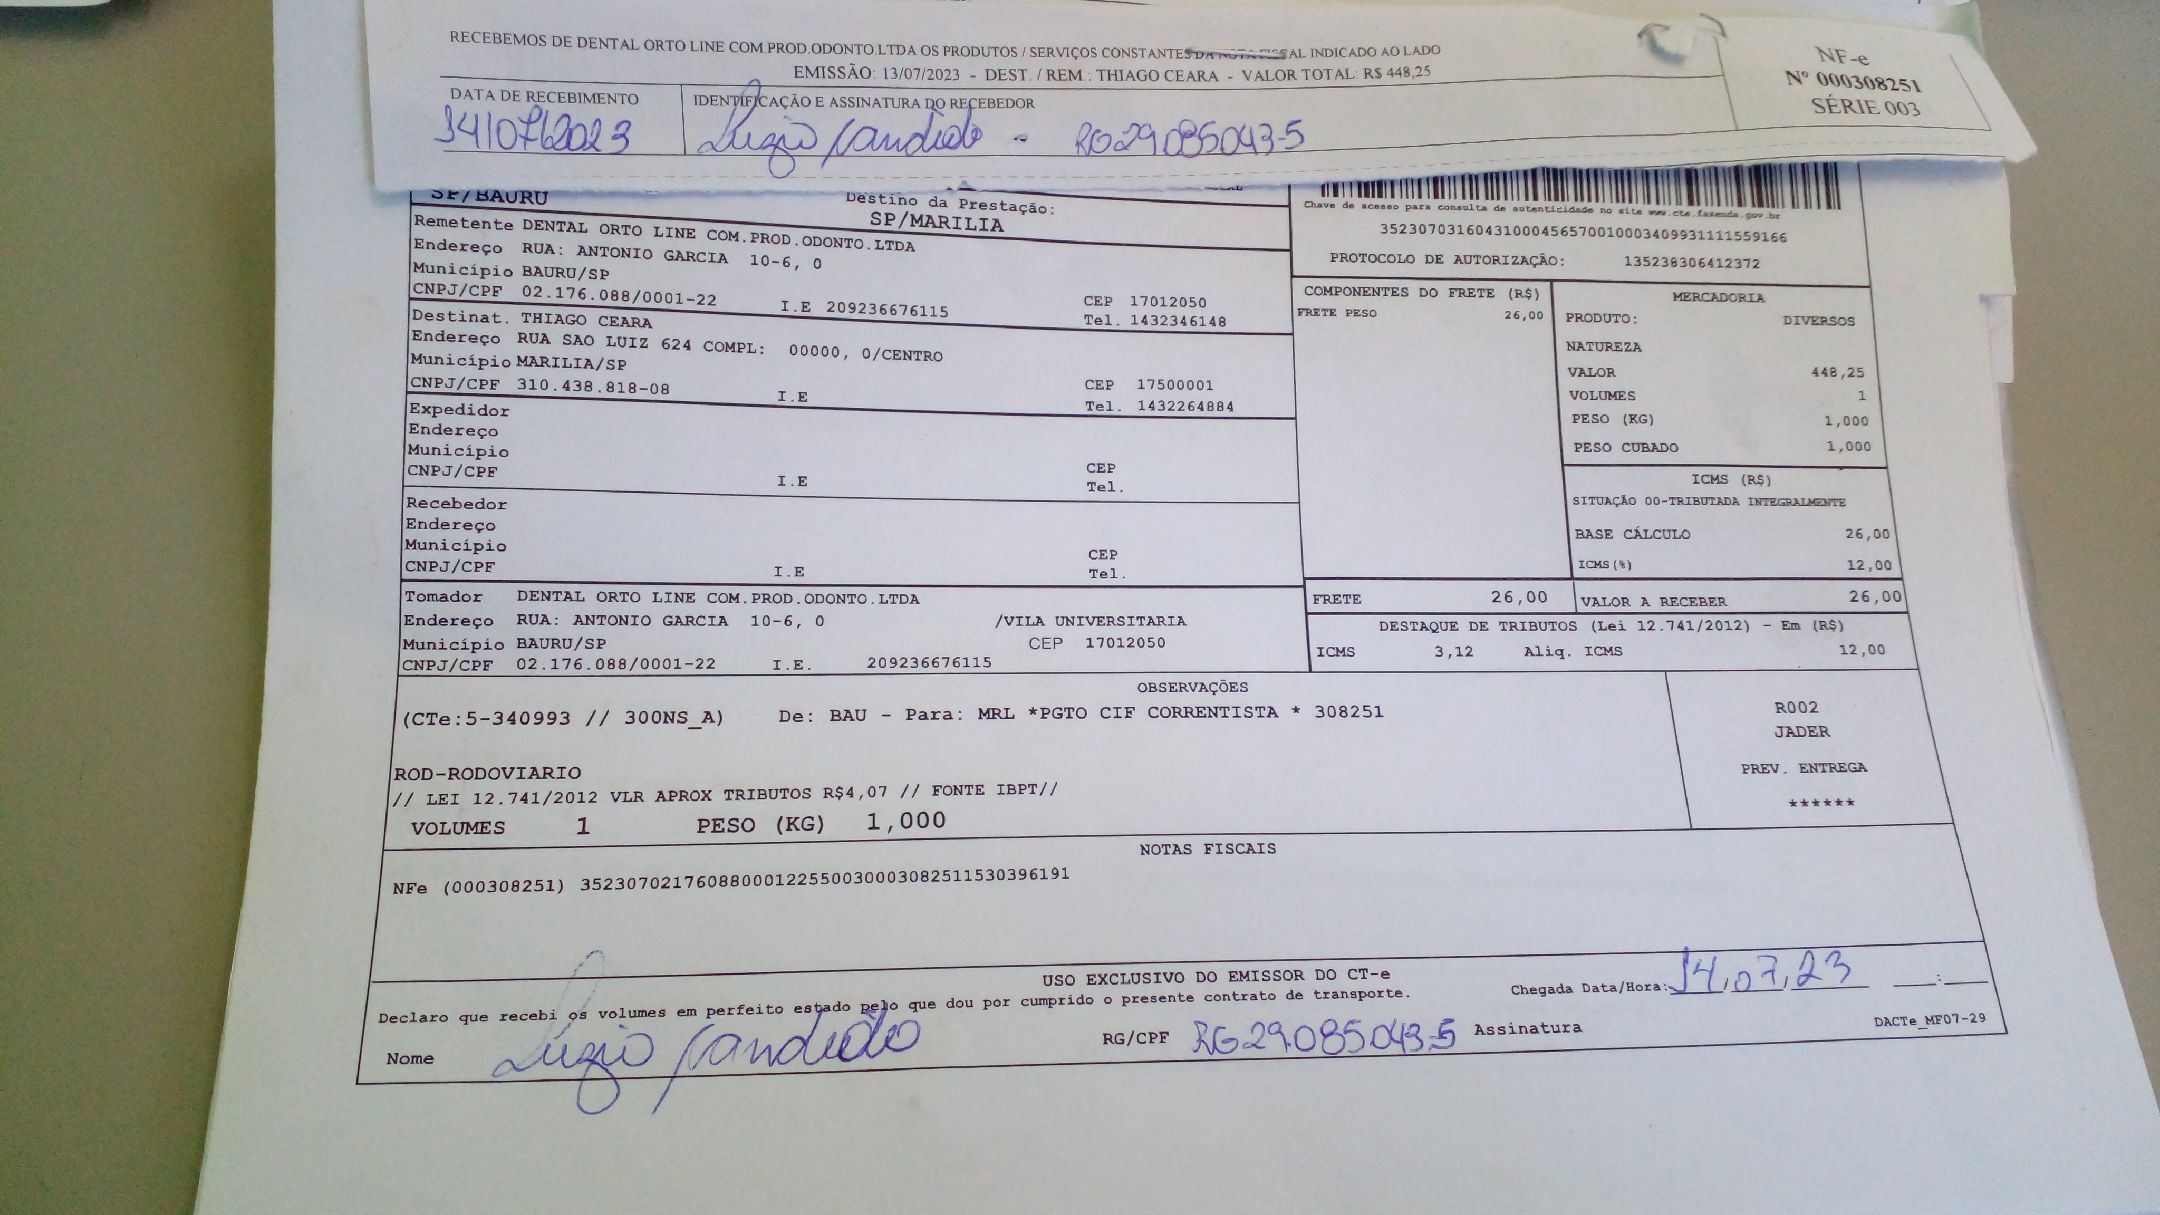 RECEBEMOS DE DENTAL ORTO LINE COM.PROD.ODONTO.LTDA OS PRODUTOS / SERVIÇOS CONSTANTES DA NOTA FISCAL INDICADO AO LADO
EMISSÃO: 13/07/2023 - DEST. / REM.: THIAGO CEARA - VALOR TOTAL: R$ 448,25
NF-e
Nº 000308251
SÉRIE 003
DATA DE RECEBIMENTO
14/07/2023
IDENTIFICAÇÃO E ASSINATURA DO RECEBEDOR
Candido - RG 29085043-5
SP/BAURU
Destino da Prestação:
SP/MARILIA
Chave de acesso para consulta de autenticidade no site www.cte.fazenda.gov.br
35230703160431000456570010003409931111559166
PROTOCOLO DE AUTORIZAÇÃO: 135238306412372
Remetente DENTAL ORTO LINE COM.PROD.ODONTO.LTDA
Endereço RUA: ANTONIO GARCIA 10-6, 0
Município BAURU/SP
CEP 17012050
CNPJ/CPF 02.176.088/0001-22 I.E 209236676115
Tel. 1432346148
Destinat. THIAGO CEARA
Endereço RUA SAO LUIZ 624 COMPL: 00000, 0/CENTRO
Município MARILIA/SP
CEP 17500001
CNPJ/CPF 310.438.818-08 I.E
Tel. 1432264884
Expedidor
Endereço
Município
CEP
CNPJ/CPF I.E
Tel.
Recebedor
Endereço
Município
CEP
CNPJ/CPF I.E
Tel.
Tomador DENTAL ORTO LINE COM.PROD.ODONTO.LTDA
Endereço RUA: ANTONIO GARCIA 10-6, 0 /VILA UNIVERSITARIA
Município BAURU/SP CEP 17012050
CNPJ/CPF 02.176.088/0001-22 I.E. 209236676115
COMPONENTES DO FRETE (R$)
FRETE PESO 26,00
MERCADORIA
PRODUTO: DIVERSOS
NATUREZA
VALOR 448,25
VOLUMES 1
PESO (KG) 1,000
PESO CUBADO 1,000
ICMS (R$)
SITUAÇÃO 00-TRIBUTADA INTEGRALMENTE
BASE CÁLCULO 26,00
ICMS(%) 12,00
FRETE 26,00 VALOR A RECEBER 26,00
DESTAQUE DE TRIBUTOS (Lei 12.741/2012) - Em (R$)
ICMS 3,12 Aliq. ICMS 12,00
OBSERVAÇÕES
(CTe:5-340993 // 300NS_A) De: BAU - Para: MRL *PGTO CIF CORRENTISTA * 308251
ROD-RODOVIARIO
// LEI 12.741/2012 VLR APROX TRIBUTOS R$4,07 // FONTE IBPT//
VOLUMES 1 PESO (KG) 1,000
R002
JADER
PREV. ENTREGA
******
NOTAS FISCAIS
NFe (000308251) 35230702176088000122550030003082511530396191
USO EXCLUSIVO DO EMISSOR DO CT-e
Declaro que recebi os volumes em perfeito estado pelo que dou por cumprido o presente contrato de transporte.
Chegada Data/Hora: 14,07,23 :
Nome Candido RG/CPF RG 29.085.043-5 Assinatura
DACTe_MF07-29